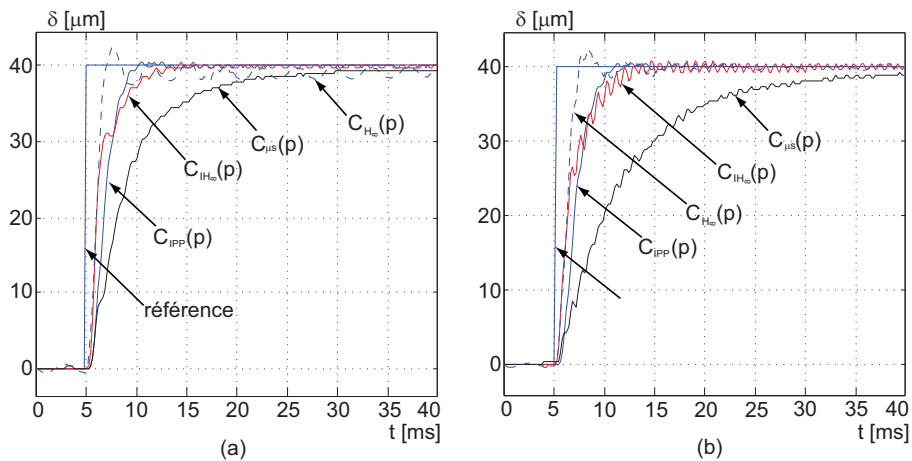 δ [μm]
40
30
20
10
0
0 5 10 15 20 25 30 35 40
t [ms]
C_H∞(p)
C_μs(p)
C_IH∞(p)
C_IPP(p)
référence
(a)
δ [μm]
40
30
20
10
0
0 5 10 15 20 25 30 35 40
t [ms]
C_μs(p)
C_IH∞(p)
C_H∞(p)
C_iPP(p)
(b)